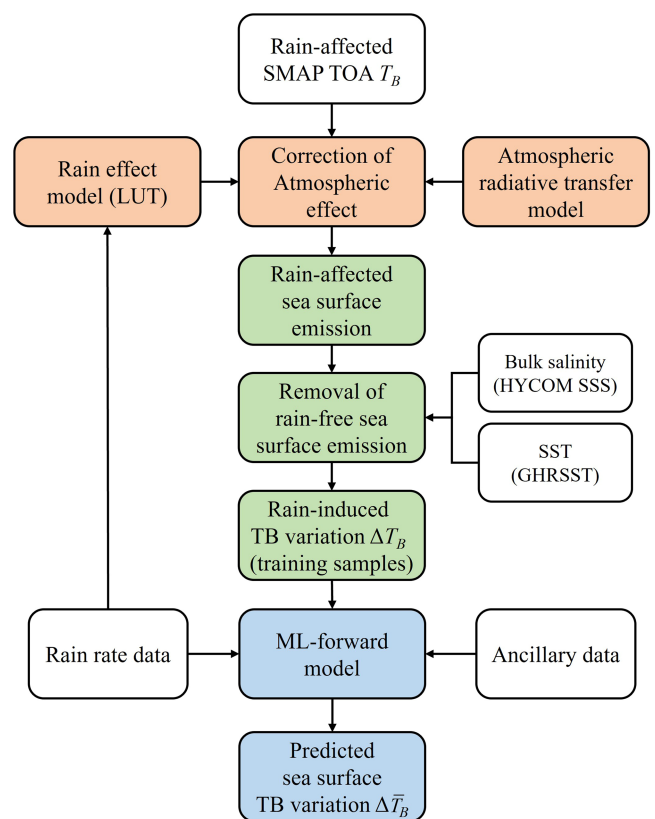 Rain-affected
SMAP TOA T_B
Rain effect
model (LUT)
Correction of
Atmospheric
effect
Atmospheric
radiative transfer
model
Rain-affected
sea surface
emission
Removal of
rain-free sea
surface emission
Bulk salinity
(HYCOM SSS)
SST
(GHRSST)
Rain-induced
TB variation ΔT_B
(training samples)
Rain rate data
ML-forward
model
Ancillary data
Predicted
sea surface
TB variation ΔT̄_B